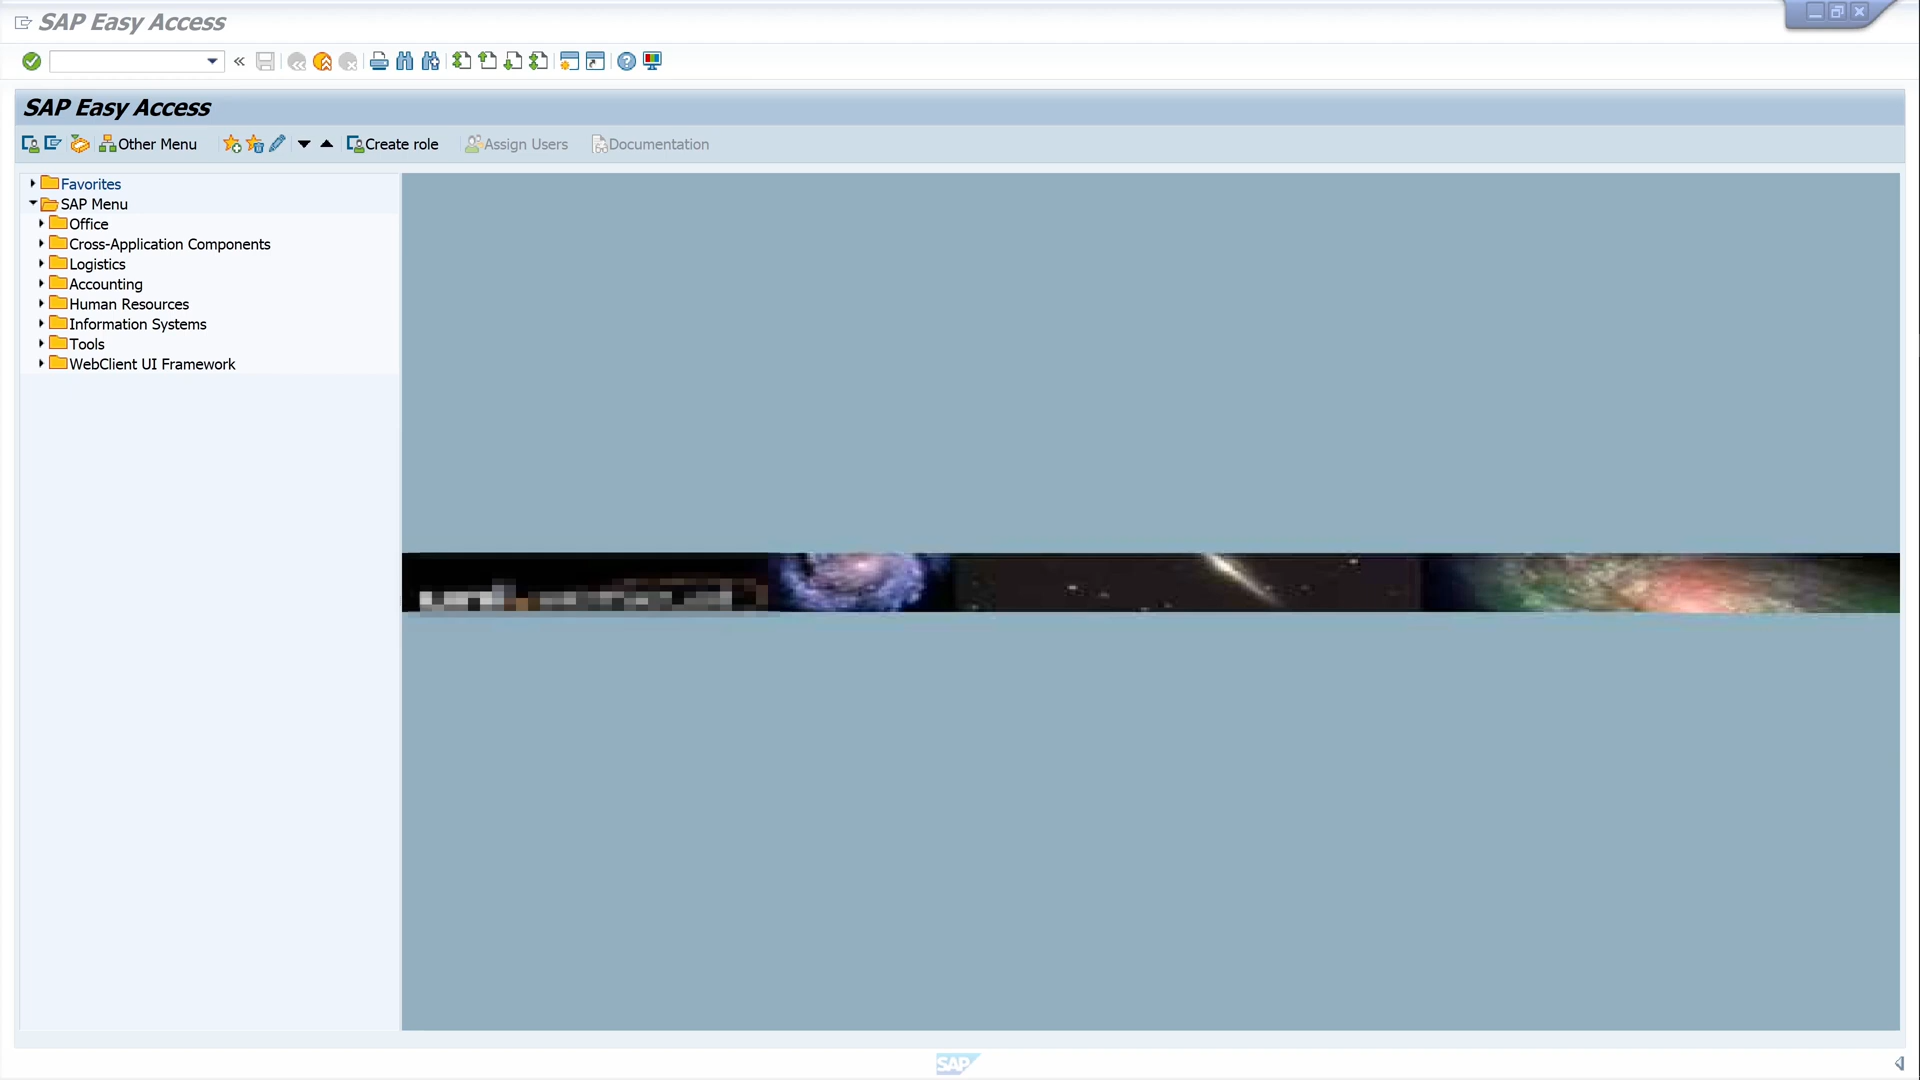 SAP Easy Access
SAP Easy Access
Other Menu Create role Assign Users Documentation
Favorites
SAP Menu
Office
Cross-Application Components
Logistics
Accounting
Human Resources
Information Systems
Tools
WebClient UI Framework
SAP